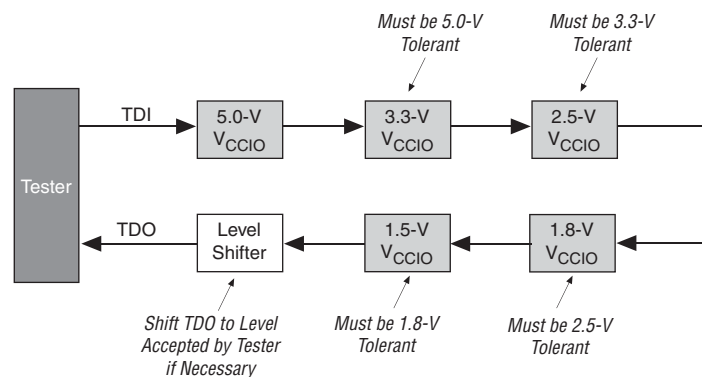 Must be 5.0-V
Tolerant
Must be 3.3-V
Tolerant
Tester
TDI
5.0-V
VCCIO
3.3-V
VCCIO
2.5-V
VCCIO
TDO
Level
Shifter
1.5-V
VCCIO
1.8-V
VCCIO
Shift TDO to Level
Accepted by Tester
if Necessary
Must be 1.8-V
Tolerant
Must be 2.5-V
Tolerant